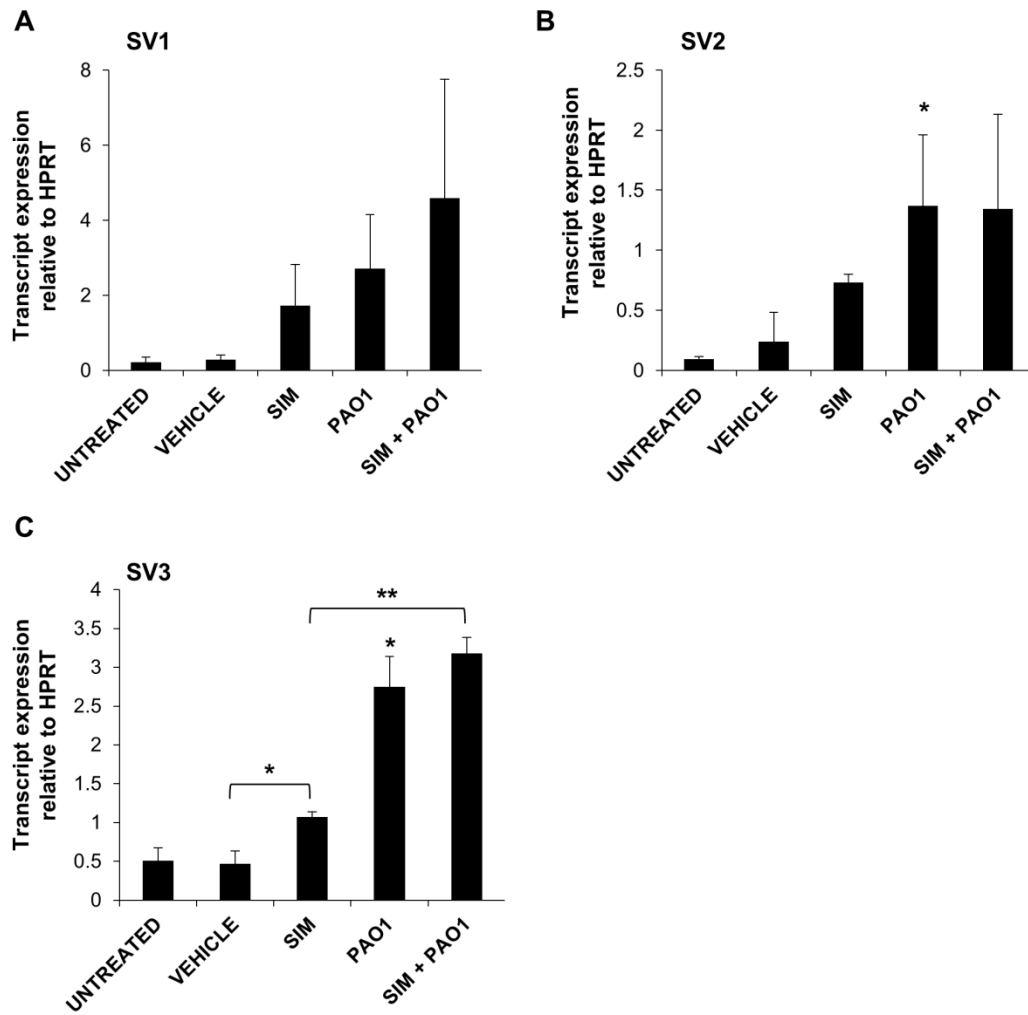 A
SV1
Transcript expression
relative to HPRT
8
6
4
2
0
UNTREATED
VEHICLE
SIM
PAO1
SIM + PAO1
B
SV2
Transcript expression
relative to HPRT
2.5
2
1.5
1
0.5
0
*
UNTREATED
VEHICLE
SIM
PAO1
SIM + PAO1
C
SV3
Transcript expression
relative to HPRT
4
3.5
3
2.5
2
1.5
1
0.5
0
**
*
*
UNTREATED
VEHICLE
SIM
PAO1
SIM + PAO1